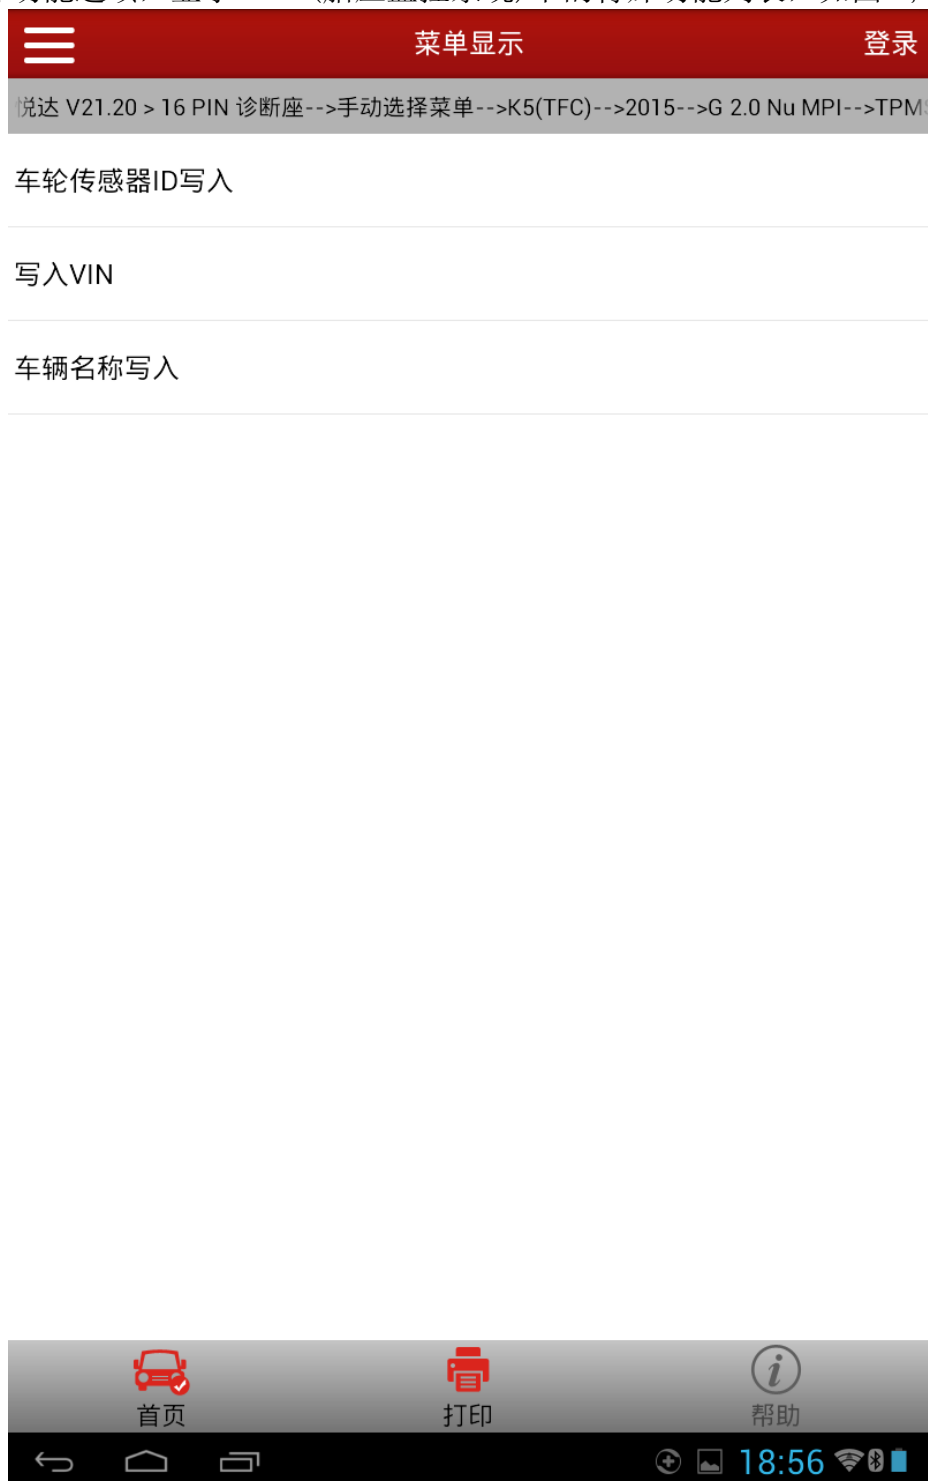 菜单显示
登录
悦达 V21.20 > 16 PIN 诊断座-->手动选择菜单-->K5(TFC)-->2015-->G 2.0 Nu MPI-->TPM
车轮传感器ID写入
写入VIN
车辆名称写入
首页
打印
帮助
18:56